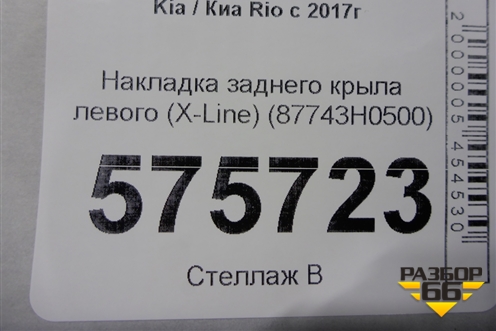 Kia / Киа Rio с 2017г
Накладка заднего крыла
левого (X-Line) (87743H0500)
575723
Стеллаж В
2000005454530
РАЗБОР
66